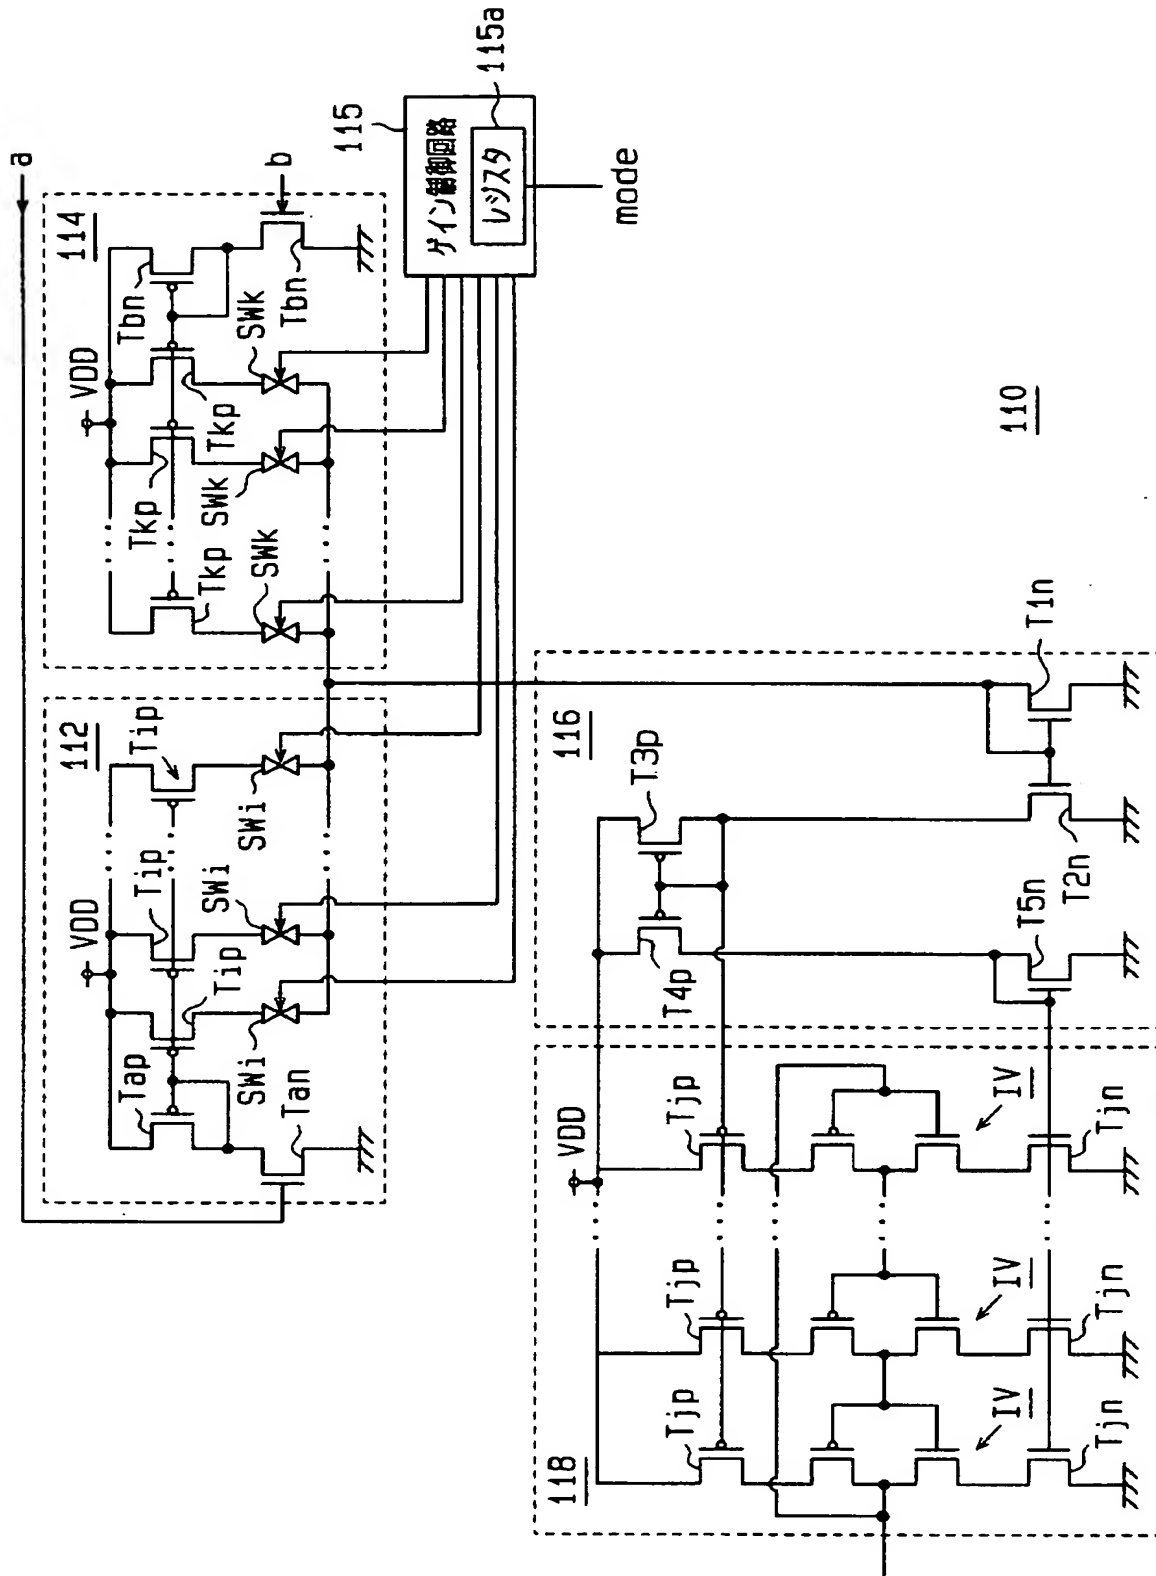 a
112
VDD
Tap
Tip
Tip
Tip
SWi
SWi
SWi
Tan
114
VDD
Tkp
Tkp
Tkp
Tbn
SWk
SWk
SWk
Tbn
b
115
ゲイン制御回路
レジスタ
115a
mode
118
VDD
Tjp
Tjp
Tjp
IV
IV
IV
Tjn
Tjn
Tjn
116
T4p
T3p
T5n
T2n
T1n
110